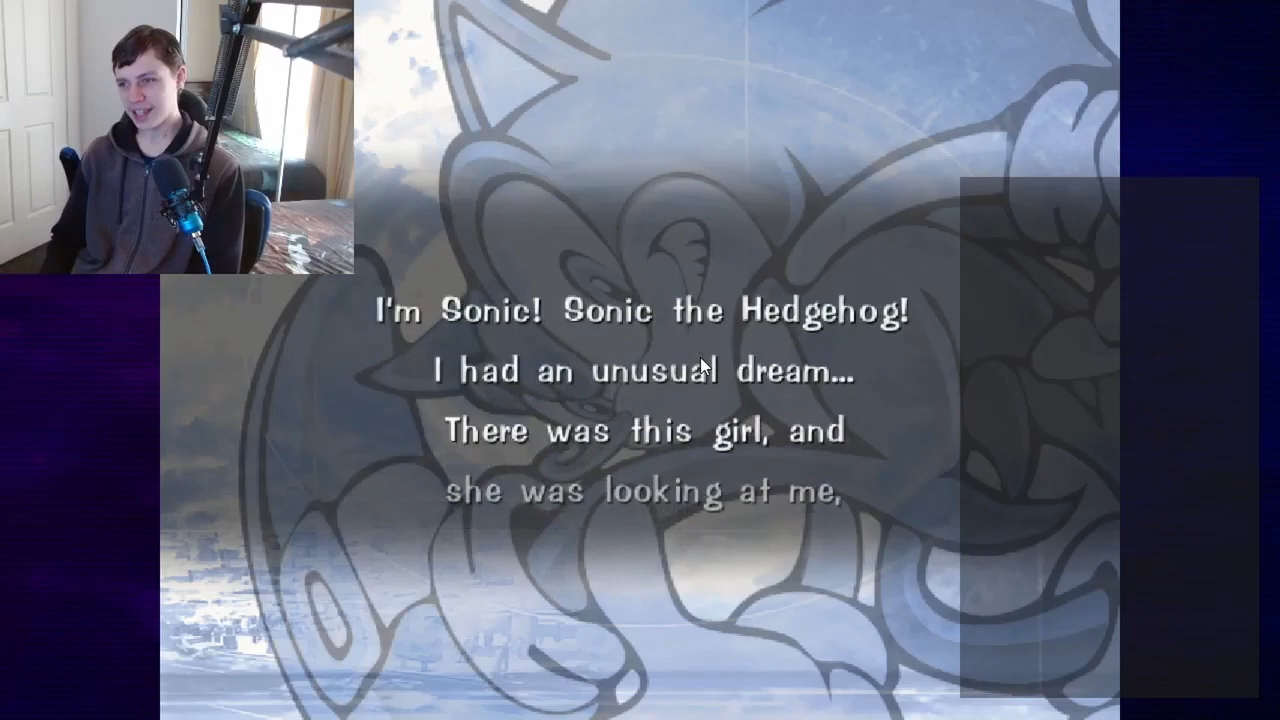 I'm Sonic! Sonic the Hedgehog!
I had an unusual dream...
There was this girl, and
she was looking at me,